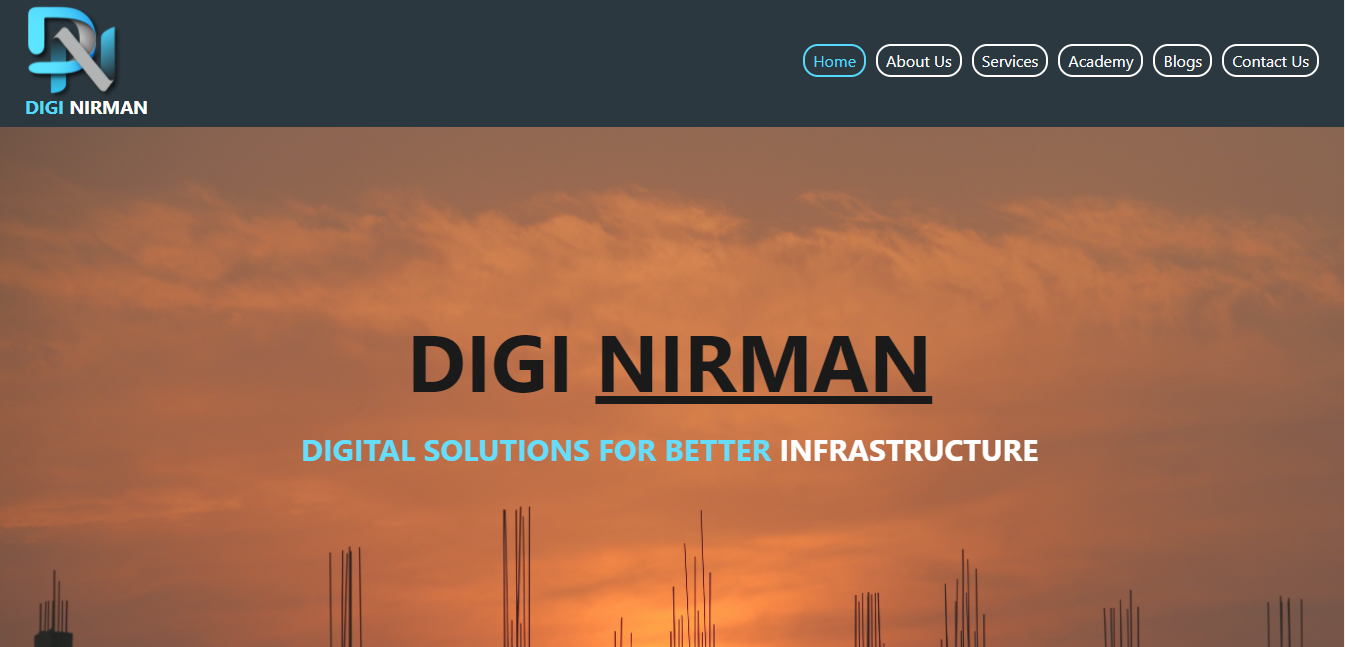 DIGI NIRMAN
Home
About Us
Services
Academy
Blogs
Contact Us
DIGI NIRMAN
DIGITAL SOLUTIONS FOR BETTER INFRASTRUCTURE